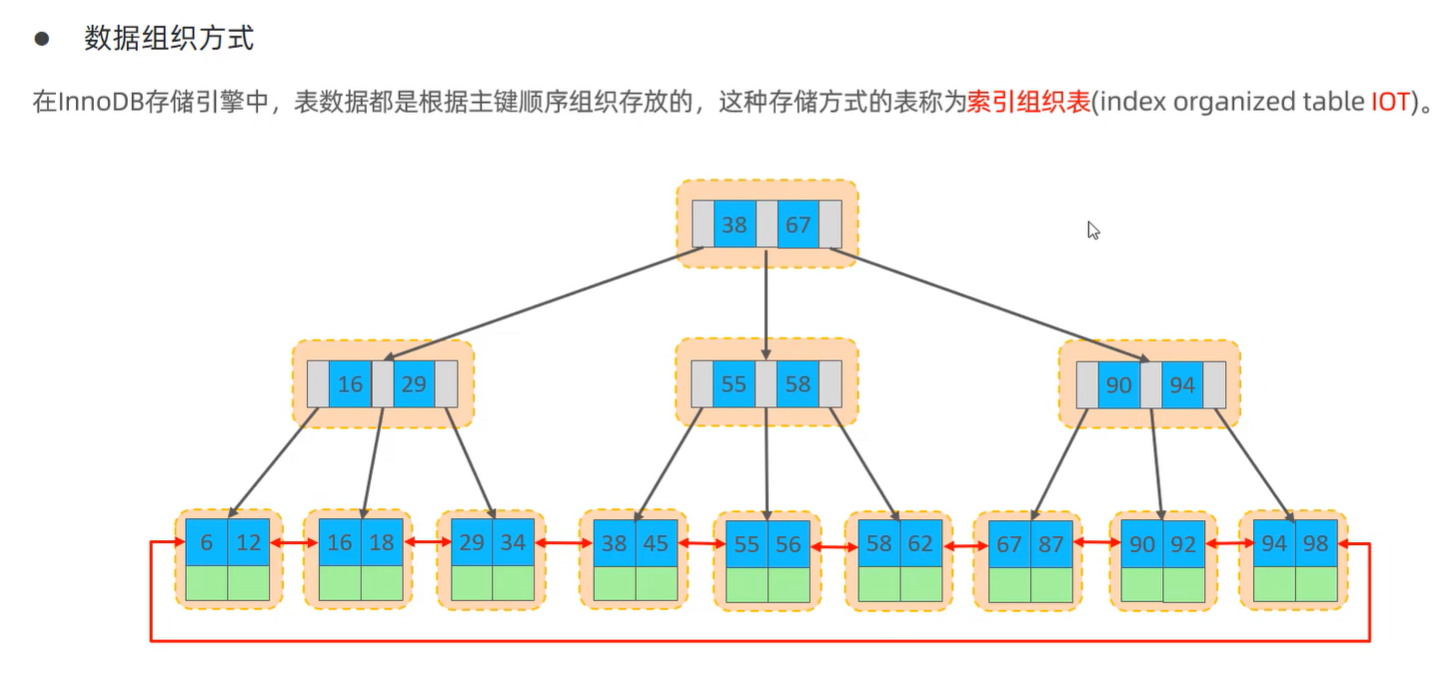 ● 数据组织方式
在InnoDB存储引擎中，表数据都是根据主键顺序组织存放的，这种存储方式的表称为索引组织表(index organized table IOT)。
38 67
16 29 55 58 90 94
6 12 16 18 29 34 38 45 55 56 58 62 67 87 90 92 94 98